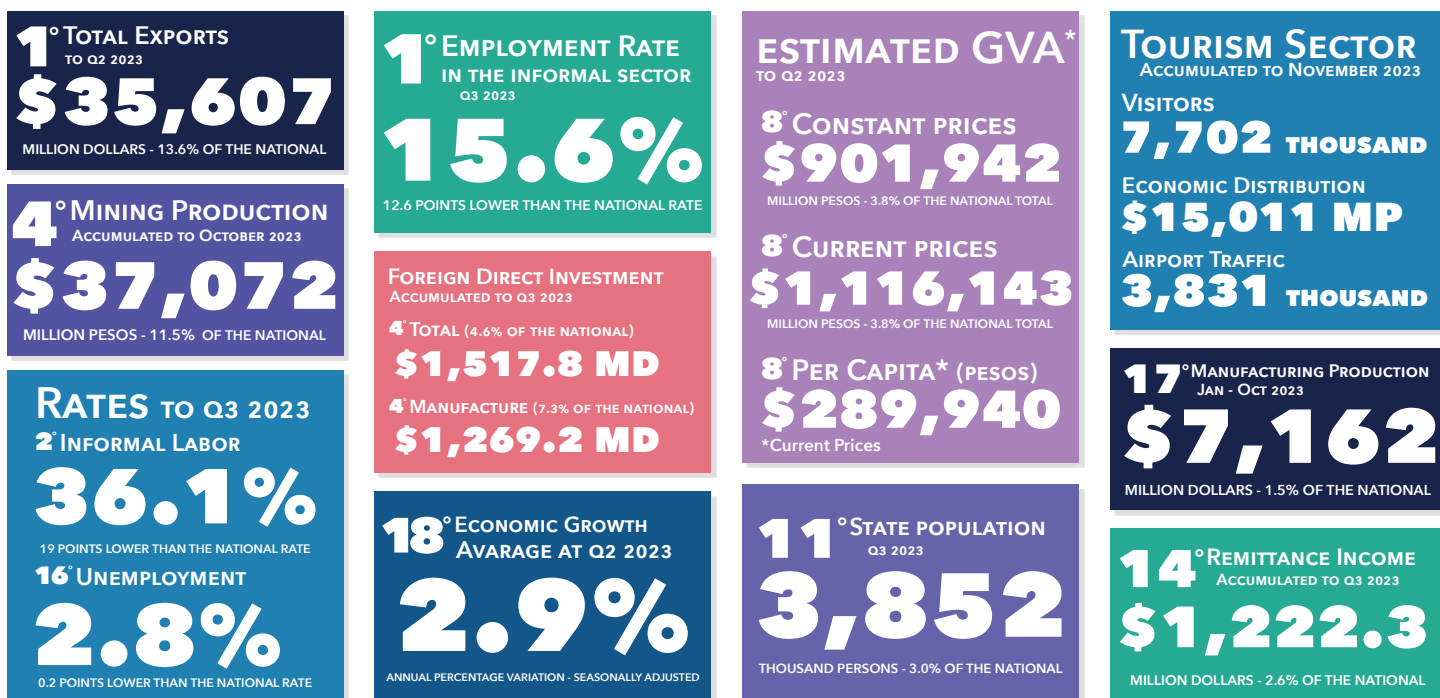 1° Total Exports
to Q2 2023
$35,607
MILLION DOLLARS - 13.6% OF THE NATIONAL
4° Mining Production
Accumulated to October 2023
$37,072
MILLION PESOS - 11.5% OF THE NATIONAL
Rates to Q3 2023
2° Informal Labor
36.1%
19 POINTS LOWER THAN THE NATIONAL RATE
16° Unemployment
2.8%
0.2 POINTS LOWER THAN THE NATIONAL RATE
1° Employment Rate
in the informal sector
Q3 2023
15.6%
12.6 POINTS LOWER THAN THE NATIONAL RATE
Foreign Direct Investment
Accumulated to Q3 2023
4° Total (4.6% of the national)
$1,517.8 MD
4° Manufacture (7.3% of the national)
$1,269.2 MD
18° Economic Growth
Avarage at Q2 2023
2.9%
ANNUAL PERCENTAGE VARIATION - SEASONALLY ADJUSTED
estimated GVA*
to Q2 2023
8° Constant prices
$901,942
MILLION PESOS - 3.8% OF THE NATIONAL TOTAL
8° Current prices
$1,116,143
MILLION PESOS - 3.8% OF THE NATIONAL TOTAL
8° Per Capita* (pesos)
$289,940
*Current Prices
11° State population
Q3 2023
3,852
THOUSAND PERSONS - 3.0% OF THE NATIONAL
Tourism Sector
Accumulated to November 2023
Visitors
7,702 thousand
Economic Distribution
$15,011 MP
Airport Traffic
3,831 thousand
17° Manufacturing Production
Jan - Oct 2023
$7,162
MILLION DOLLARS - 1.5% OF THE NATIONAL
14° Remittance Income
Accumulated to Q3 2023
$1,222.3
MILLION DOLLARS - 2.6% OF THE NATIONAL